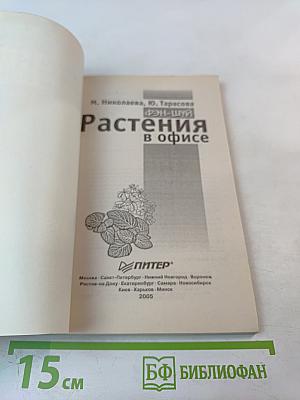 М. Николаева, Ю. Тарасова
ФЭН-ШУЙ
Растения
в офисе
ПИТЕР®
Москва · Санкт-Петербург · Нижний Новгород · Воронеж
Ростов-на-Дону · Екатеринбург · Самара · Новосибирск
Киев · Харьков · Минск
2005
15 см
БФ БИБЛИОФАН